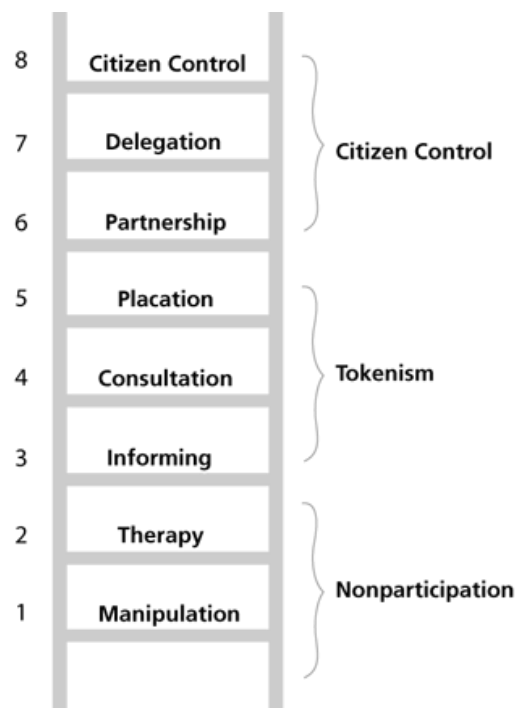 8 Citizen Control
7 Delegation
Citizen Control
6 Partnership
5 Placation
4 Consultation
Tokenism
3 Informing
2 Therapy
Nonparticipation
1 Manipulation